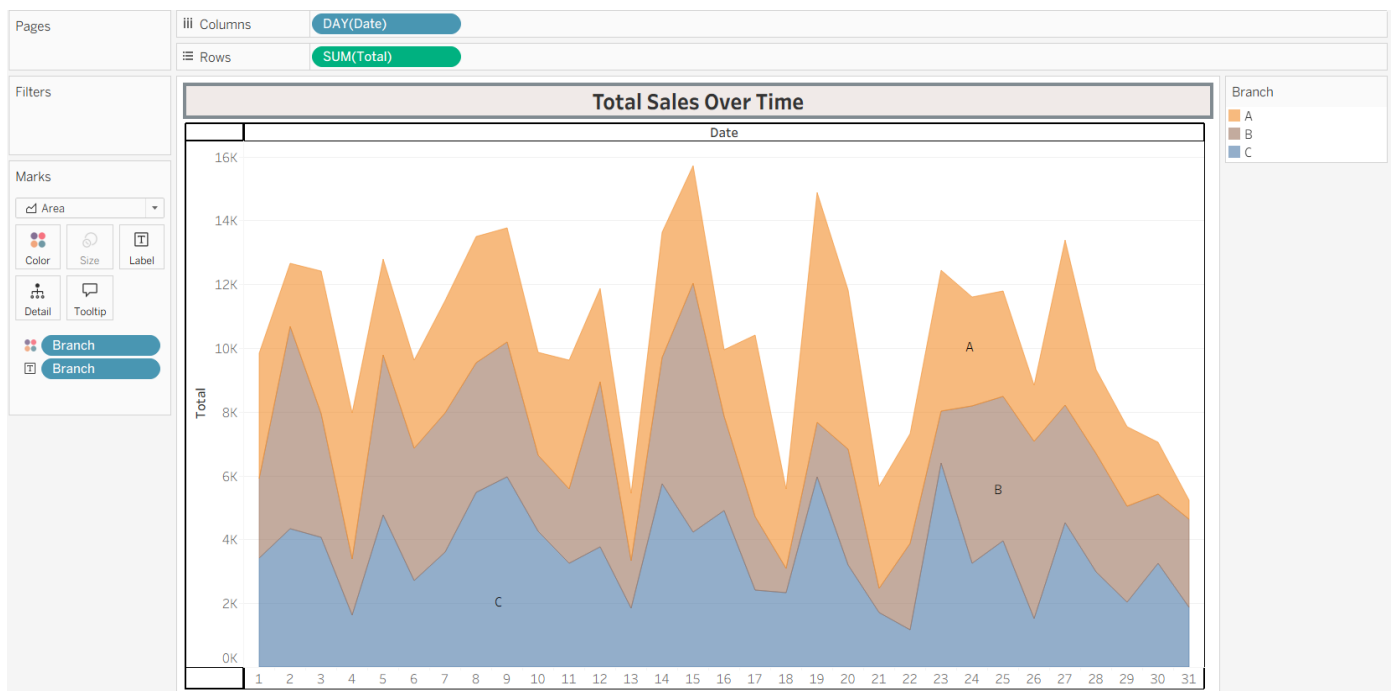 Pages
Columns
DAY(Date)
Rows
SUM(Total)
Filters
Marks
Area
Color
Size
Label
Detail
Tooltip
Branch
Branch
Total Sales Over Time
Date
16K
14K
12K
10K
8K
6K
4K
2K
0K
Total
A
B
C
1 2 3 4 5 6 7 8 9 10 11 12 13 14 15 16 17 18 19 20 21 22 23 24 25 26 27 28 29 30 31
Branch
A
B
C